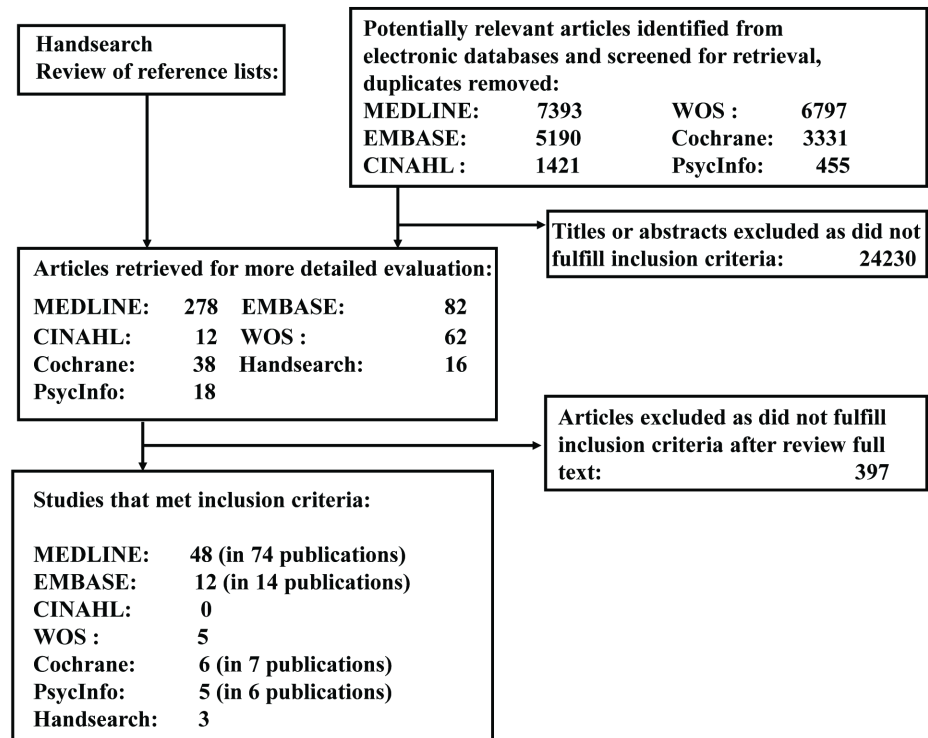 Handsearch
Review of reference lists:
Potentially relevant articles identified from
electronic databases and screened for retrieval,
duplicates removed:
MEDLINE: 7393 WOS : 6797
EMBASE: 5190 Cochrane: 3331
CINAHL : 1421 PsycInfo: 455
Titles or abstracts excluded as did not
fulfill inclusion criteria: 24230
Articles retrieved for more detailed evaluation:
MEDLINE: 278 EMBASE: 82
CINAHL: 12 WOS : 62
Cochrane: 38 Handsearch: 16
PsycInfo: 18
Articles excluded as did not fulfill
inclusion criteria after review full
text: 397
Studies that met inclusion criteria:
MEDLINE: 48 (in 74 publications)
EMBASE: 12 (in 14 publications)
CINAHL: 0
WOS : 5
Cochrane: 6 (in 7 publications)
PsycInfo: 5 (in 6 publications)
Handsearch: 3